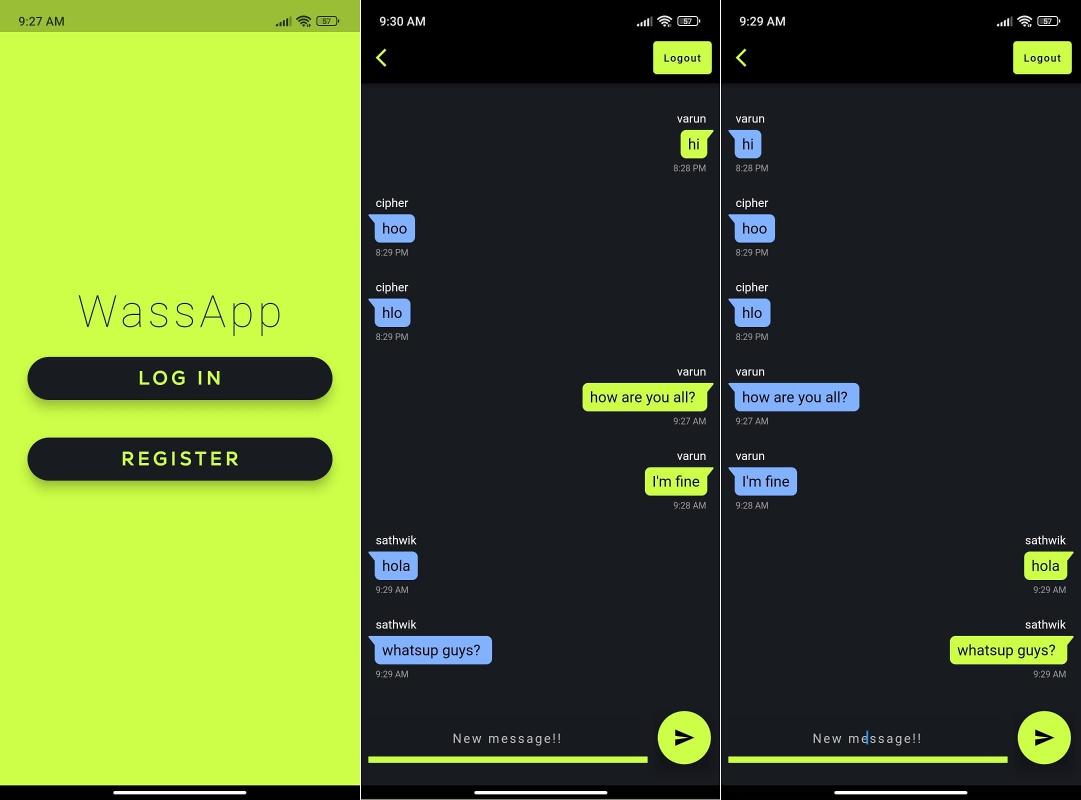 9:27 AM
57
WassApp
LOG IN
REGISTER
9:30 AM
57
Logout
varun
hi
8:28 PM
cipher
hoo
8:29 PM
cipher
hlo
8:29 PM
varun
how are you all?
9:27 AM
varun
I'm fine
9:28 AM
sathwik
hola
9:29 AM
sathwik
whatsup guys?
9:29 AM
New message!!
9:29 AM
57
Logout
varun
hi
8:28 PM
cipher
hoo
8:29 PM
cipher
hlo
8:29 PM
varun
how are you all?
9:27 AM
varun
I'm fine
9:28 AM
sathwik
hola
9:29 AM
sathwik
whatsup guys?
9:29 AM
New message!!